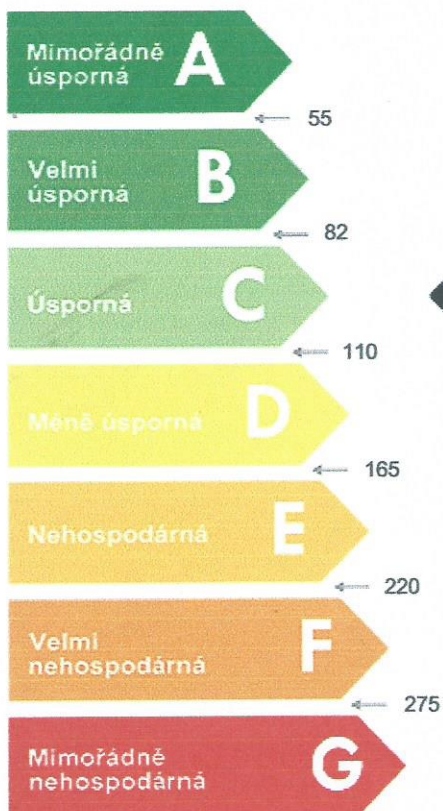 Mimořádně
úsporná A
55
Velmi
úsporná B
82
Úsporná C
110
Méně úsporná D
165
Nehospodárná E
220
Velmi
nehospodárná F
275
Mimořádně
nehospodárná G